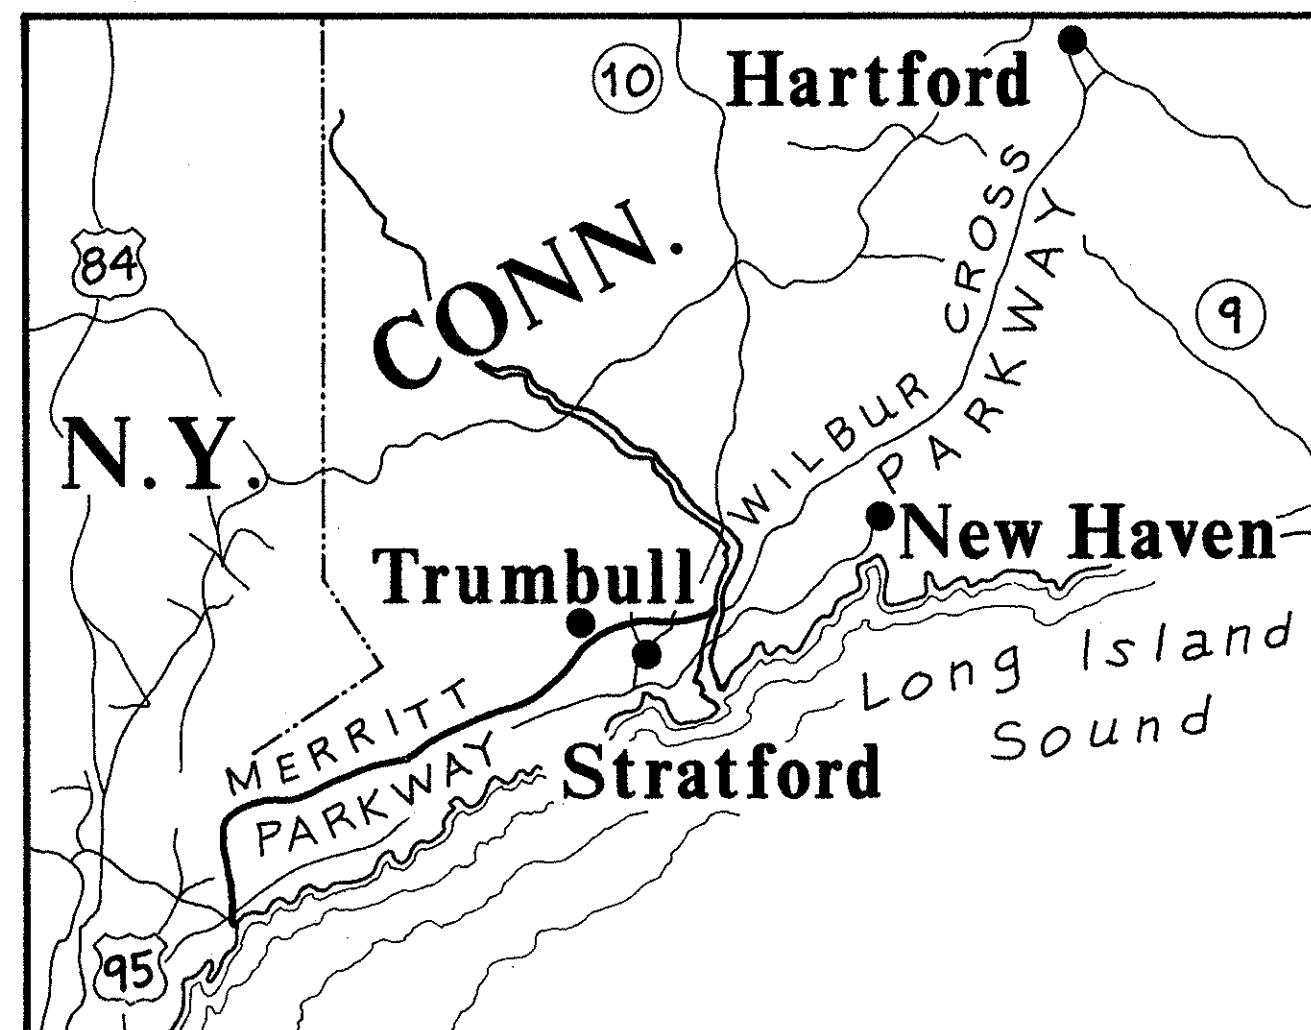 10
Hartford
84
CONN.
WILBUR CROSS
PARKWAY
9
N.Y.
New Haven
Trumbull
Long Island
Sound
MERRITT
PARKWAY
Stratford
95